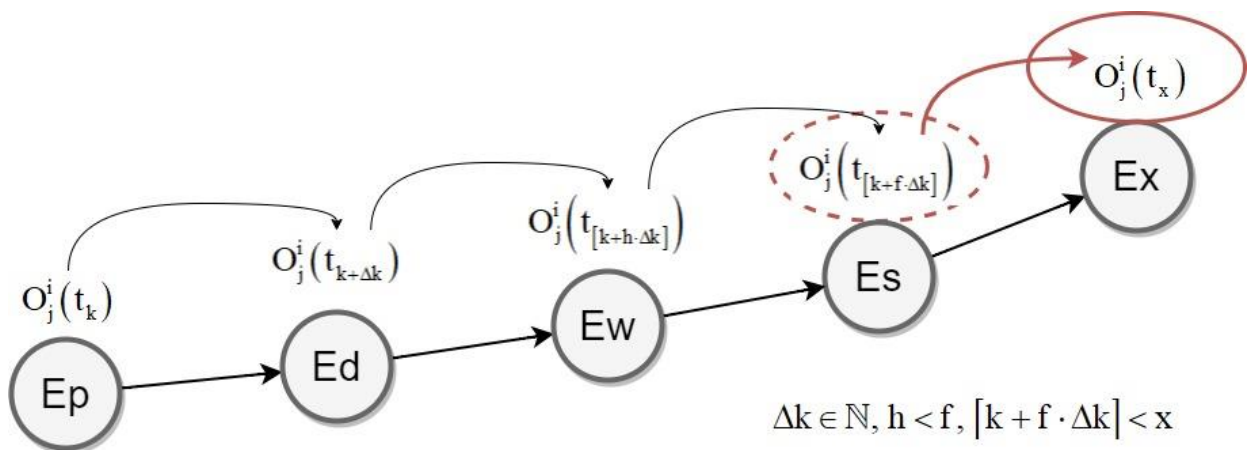 O_j^i(t_x)
O_j^i(t_{[k+f·Δk]})
Ex
O_j^i(t_{[k+h·Δk]})
O_j^i(t_{k+Δk})
Es
O_j^i(t_k)
Ew
Ed
Ep
Δk ∈ ℕ, h < f, ⌈k + f · Δk⌉ < x